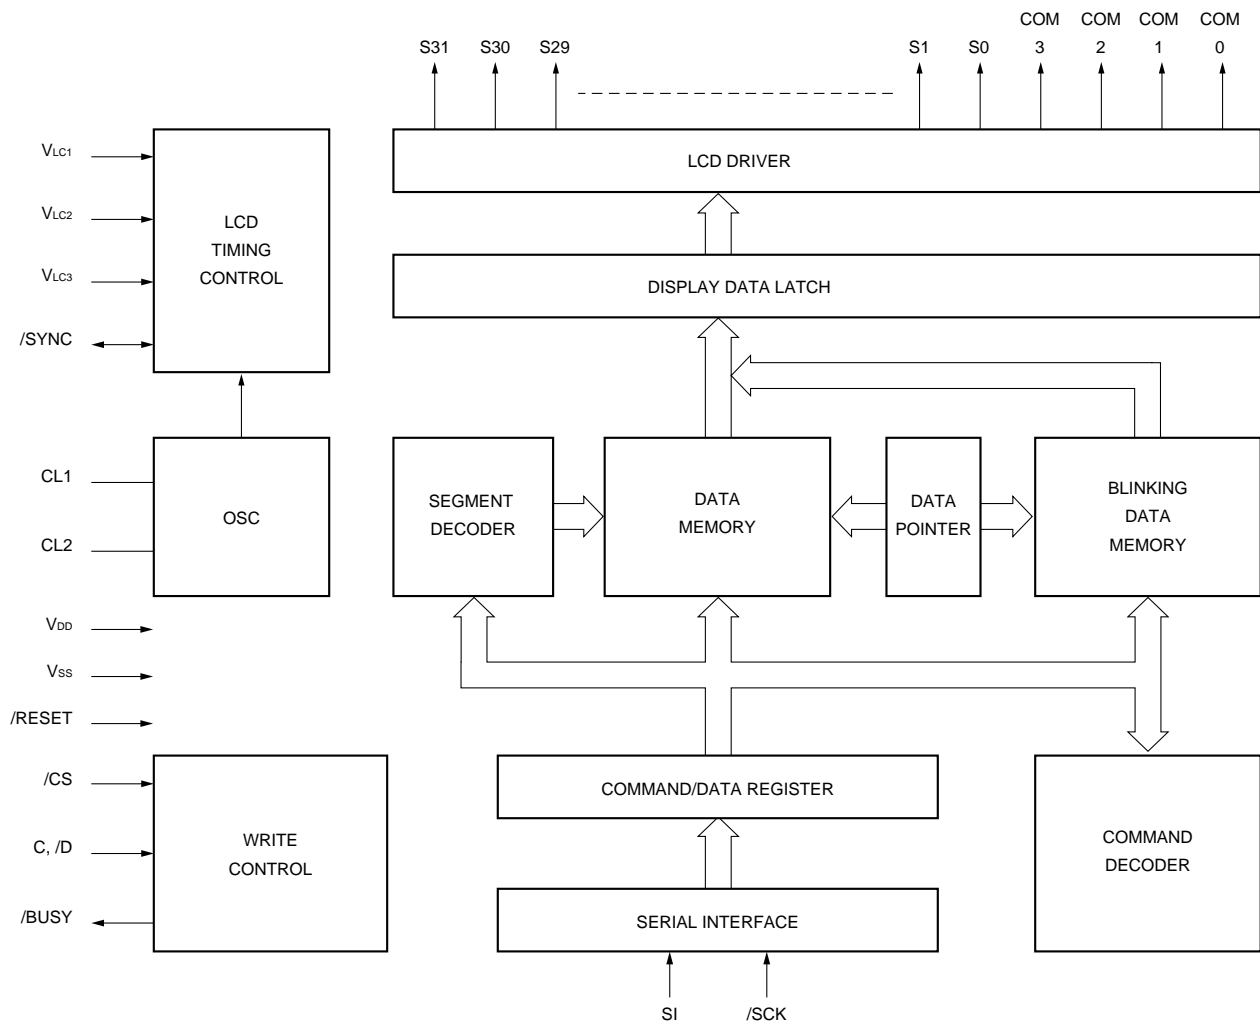 COM COM COM COM
S31 S30 S29 S1 S0 3 2 1 0
VLC1
VLC2
VLC3
/SYNC
LCD
TIMING
CONTROL
LCD DRIVER
DISPLAY DATA LATCH
CL1
CL2
OSC
SEGMENT
DECODER
DATA
MEMORY
DATA
POINTER
BLINKING
DATA
MEMORY
VDD
VSS
/RESET
/CS
C, /D
/BUSY
WRITE
CONTROL
COMMAND/DATA REGISTER
SERIAL INTERFACE
COMMAND
DECODER
SI /SCK